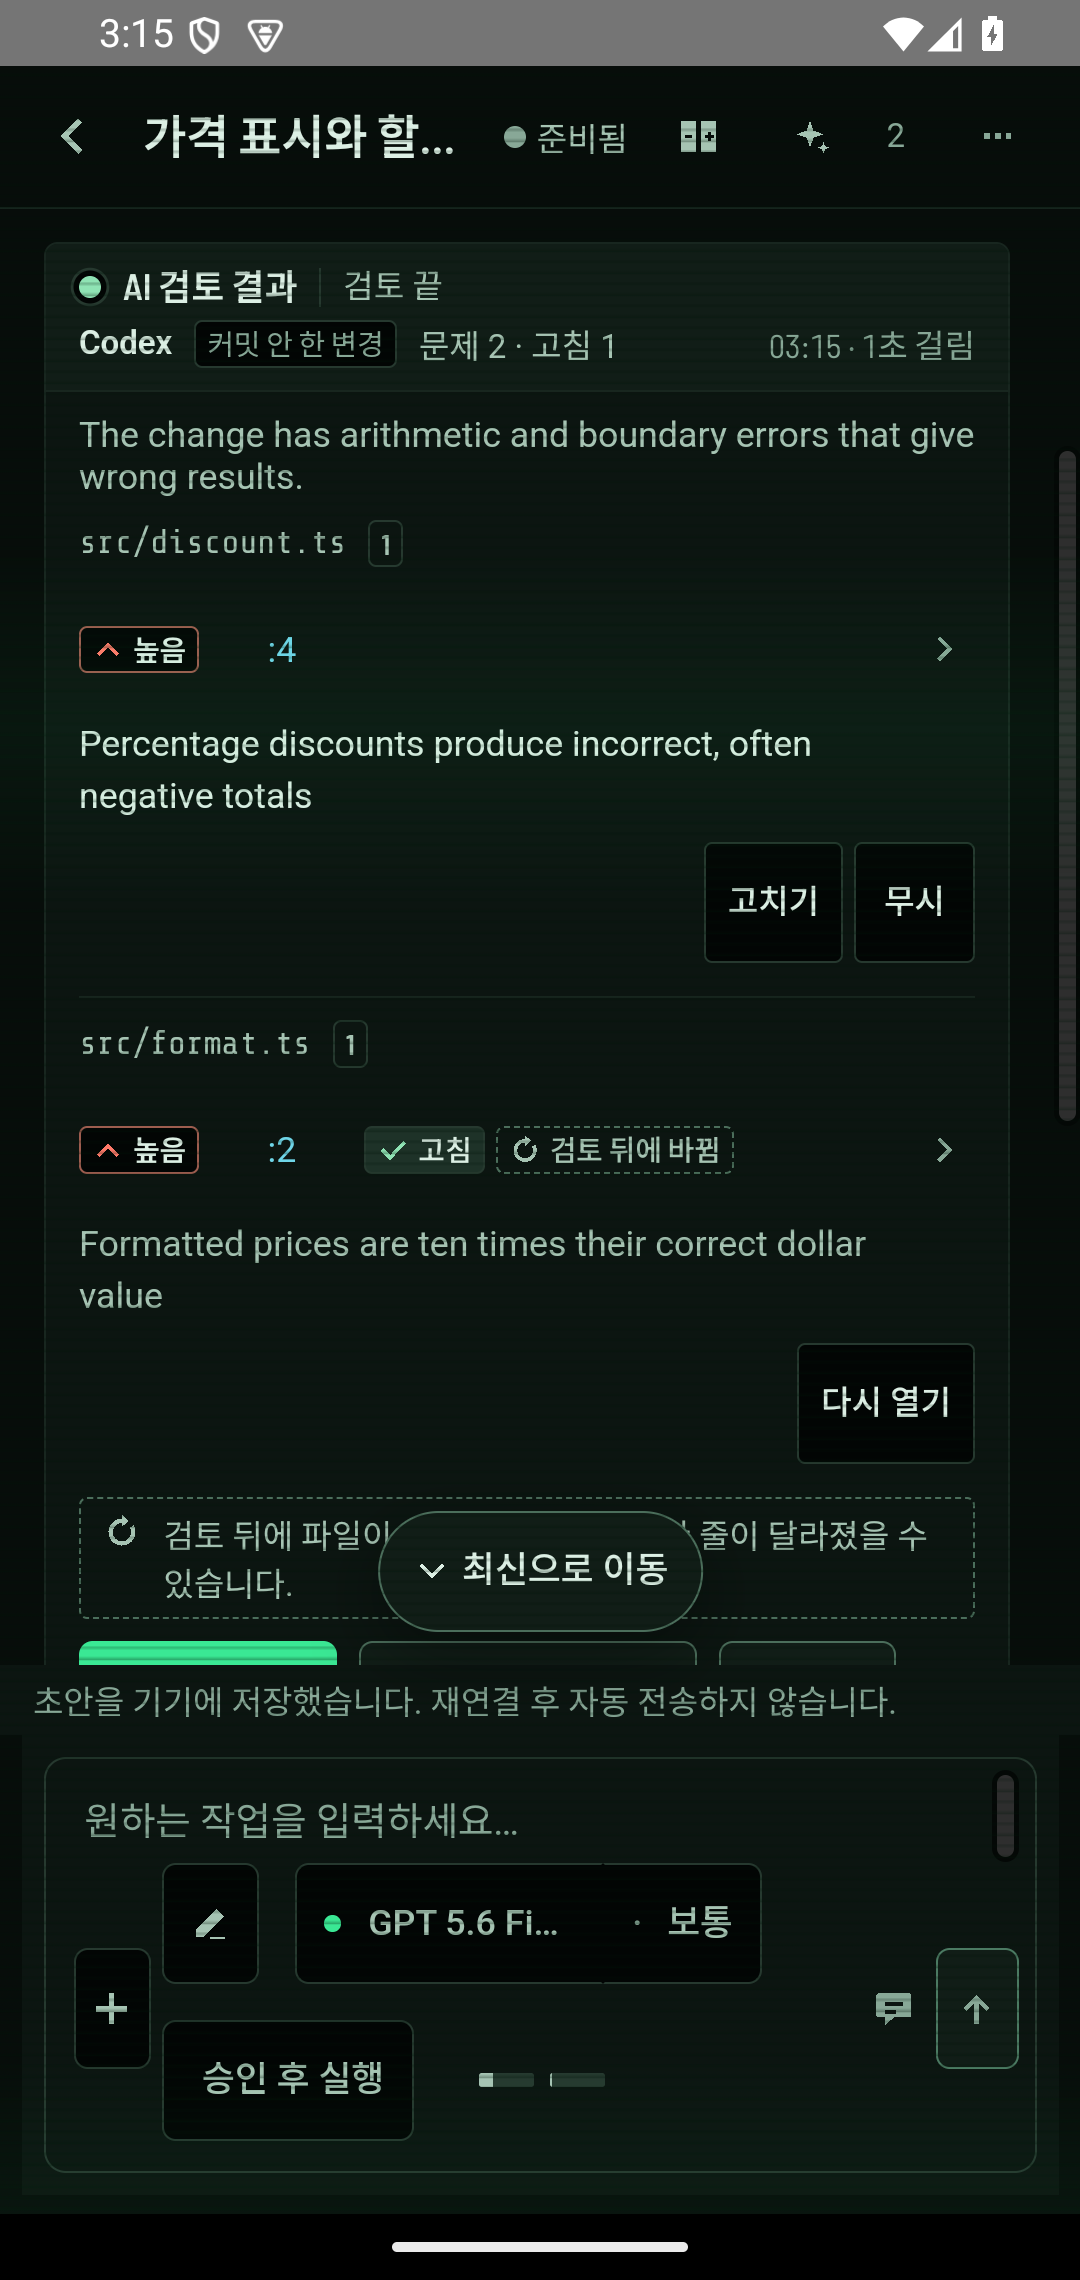 3:15
가격 표시와 할...
준비됨
2
AI 검토 결과
검토 끝
Codex
커밋 안 한 변경
문제 2 · 고침 1
03:15 · 1초 걸림
The change has arithmetic and boundary errors that give
wrong results.
src/discount.ts 1
높음 :4
Percentage discounts produce incorrect, often
negative totals
고치기 무시
src/format.ts 1
높음 :2 고침 검토 뒤에 바뀜
Formatted prices are ten times their correct dollar
value
다시 열기
검토 뒤에 파일이 줄이 달라졌을 수
있습니다.
최신으로 이동
초안을 기기에 저장했습니다. 재연결 후 자동 전송하지 않습니다.
원하는 작업을 입력하세요...
GPT 5.6 Fi... · 보통
승인 후 실행